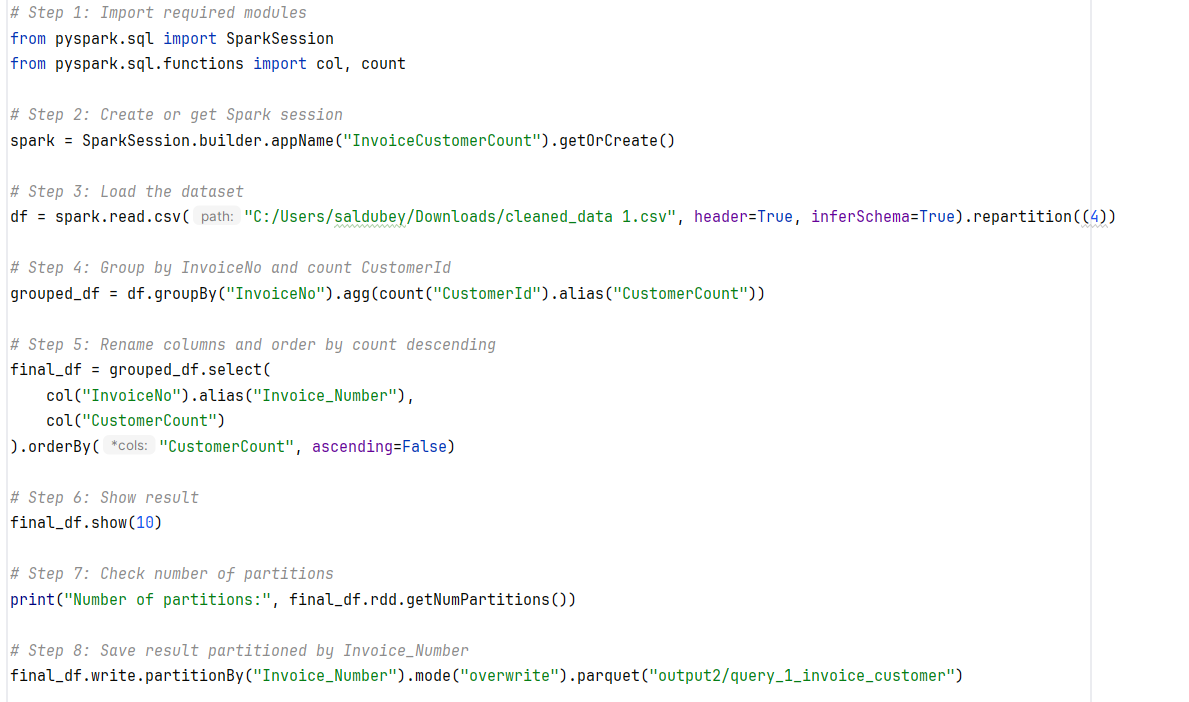 # Step 1: Import required modules
from pyspark.sql import SparkSession
from pyspark.sql.functions import col, count
# Step 2: Create or get Spark session
spark = SparkSession.builder.appName("InvoiceCustomerCount").getOrCreate()
# Step 3: Load the dataset
df = spark.read.csv( path: "C:/Users/saldubey/Downloads/cleaned_data 1.csv", header=True, inferSchema=True).repartition((4))
# Step 4: Group by InvoiceNo and count CustomerId
grouped_df = df.groupBy("InvoiceNo").agg(count("CustomerId").alias("CustomerCount"))
# Step 5: Rename columns and order by count descending
final_df = grouped_df.select(
    col("InvoiceNo").alias("Invoice_Number"),
    col("CustomerCount")
).orderBy( *cols: "CustomerCount", ascending=False)
# Step 6: Show result
final_df.show(10)
# Step 7: Check number of partitions
print("Number of partitions:", final_df.rdd.getNumPartitions())
# Step 8: Save result partitioned by Invoice_Number
final_df.write.partitionBy("Invoice_Number").mode("overwrite").parquet("output2/query_1_invoice_customer")